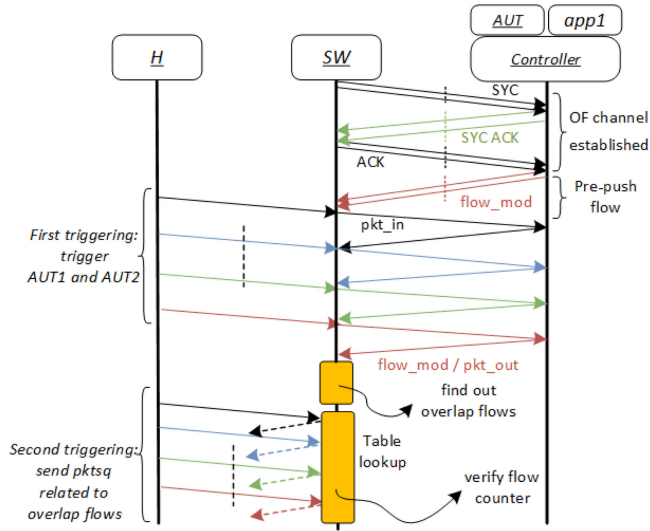 AUT
app1
H
SW
Controller
SYC
SYC ACK
ACK
OF channel
established
flow_mod
Pre-push
flow
pkt_in
First triggering:
trigger
AUT1 and AUT2
flow_mod / pkt_out
find out
overlap flows
Second triggering:
send pktsq
related to
overlap flows
Table
lookup
verify flow
counter